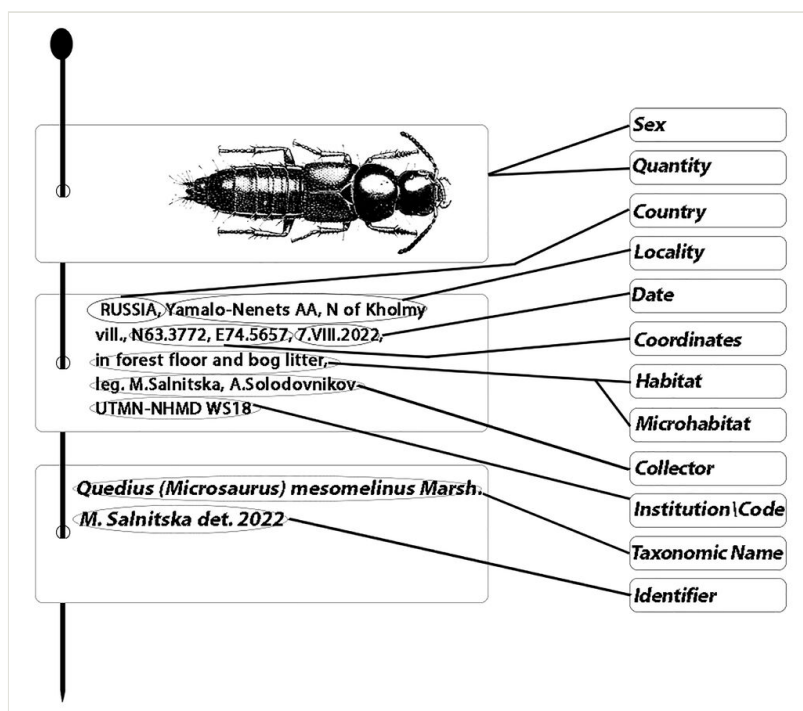 RUSSIA, Yamalo-Nenets AA, N of Kholmy
vill., N63.3772, E74.5657, 7.VIII.2022,
in forest floor and bog litter,
leg. M.Salnitska, A.Solodovnikov
UTMN-NHMD WS18
Quedius (Microsaurus) mesomelinus Marsh.
M. Salnitska det. 2022
Sex
Quantity
Country
Locality
Date
Coordinates
Habitat
Microhabitat
Collector
Institution\Code
Taxonomic Name
Identifier